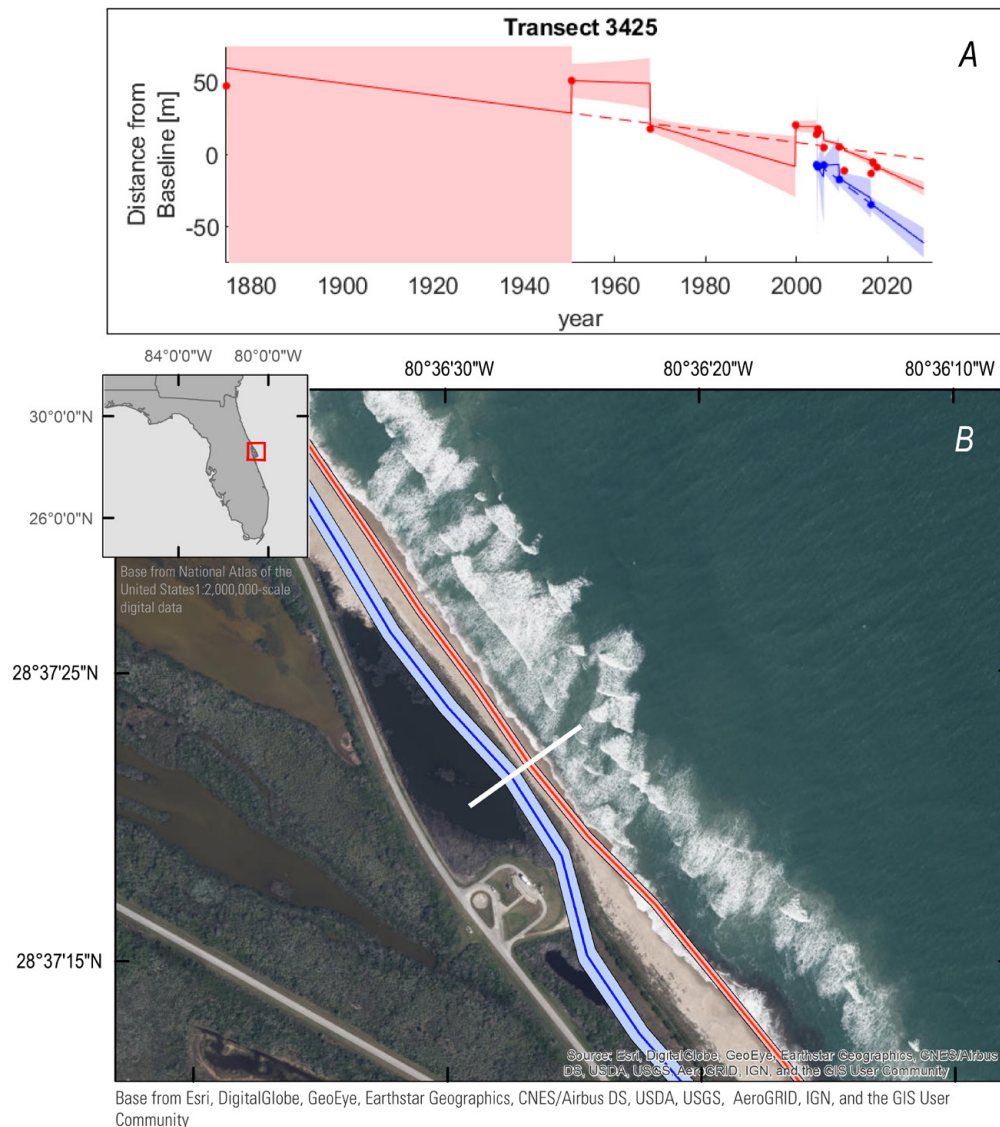 Transect 3425
A
Distance from
Baseline [m]
50
0
-50
1880 1900 1920 1940 1960 1980 2000 2020
year
84°0'0"W 80°0'0"W
80°36'30"W 80°36'20"W 80°36'10"W
30°0'0"N
26°0'0"N
B
Base from National Atlas of the
United States1:2,000,000-scale
digital data
28°37'25"N
28°37'15"N
Source: Esri, DigitalGlobe, GeoEye, Earthstar Geographics, CNES/Airbus
DS, USDA, USGS, AeroGRID, IGN, and the GIS User Community
Base from Esri, DigitalGlobe, GeoEye, Earthstar Geographics, CNES/Airbus DS, USDA, USGS, AeroGRID, IGN, and the GIS User
Community